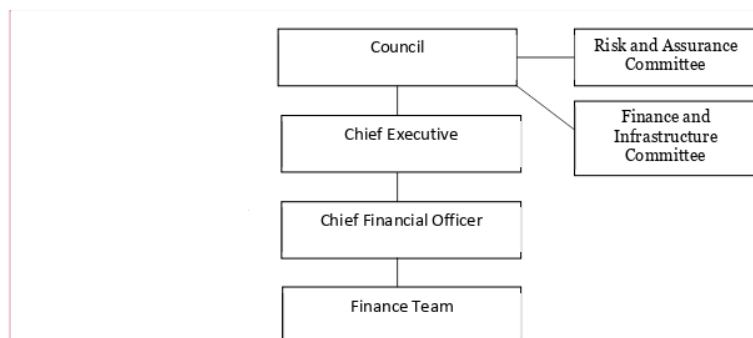 Council
Risk and Assurance
Committee
Chief Executive
Finance and
Infrastructure
Committee
Chief Financial Officer
Finance Team